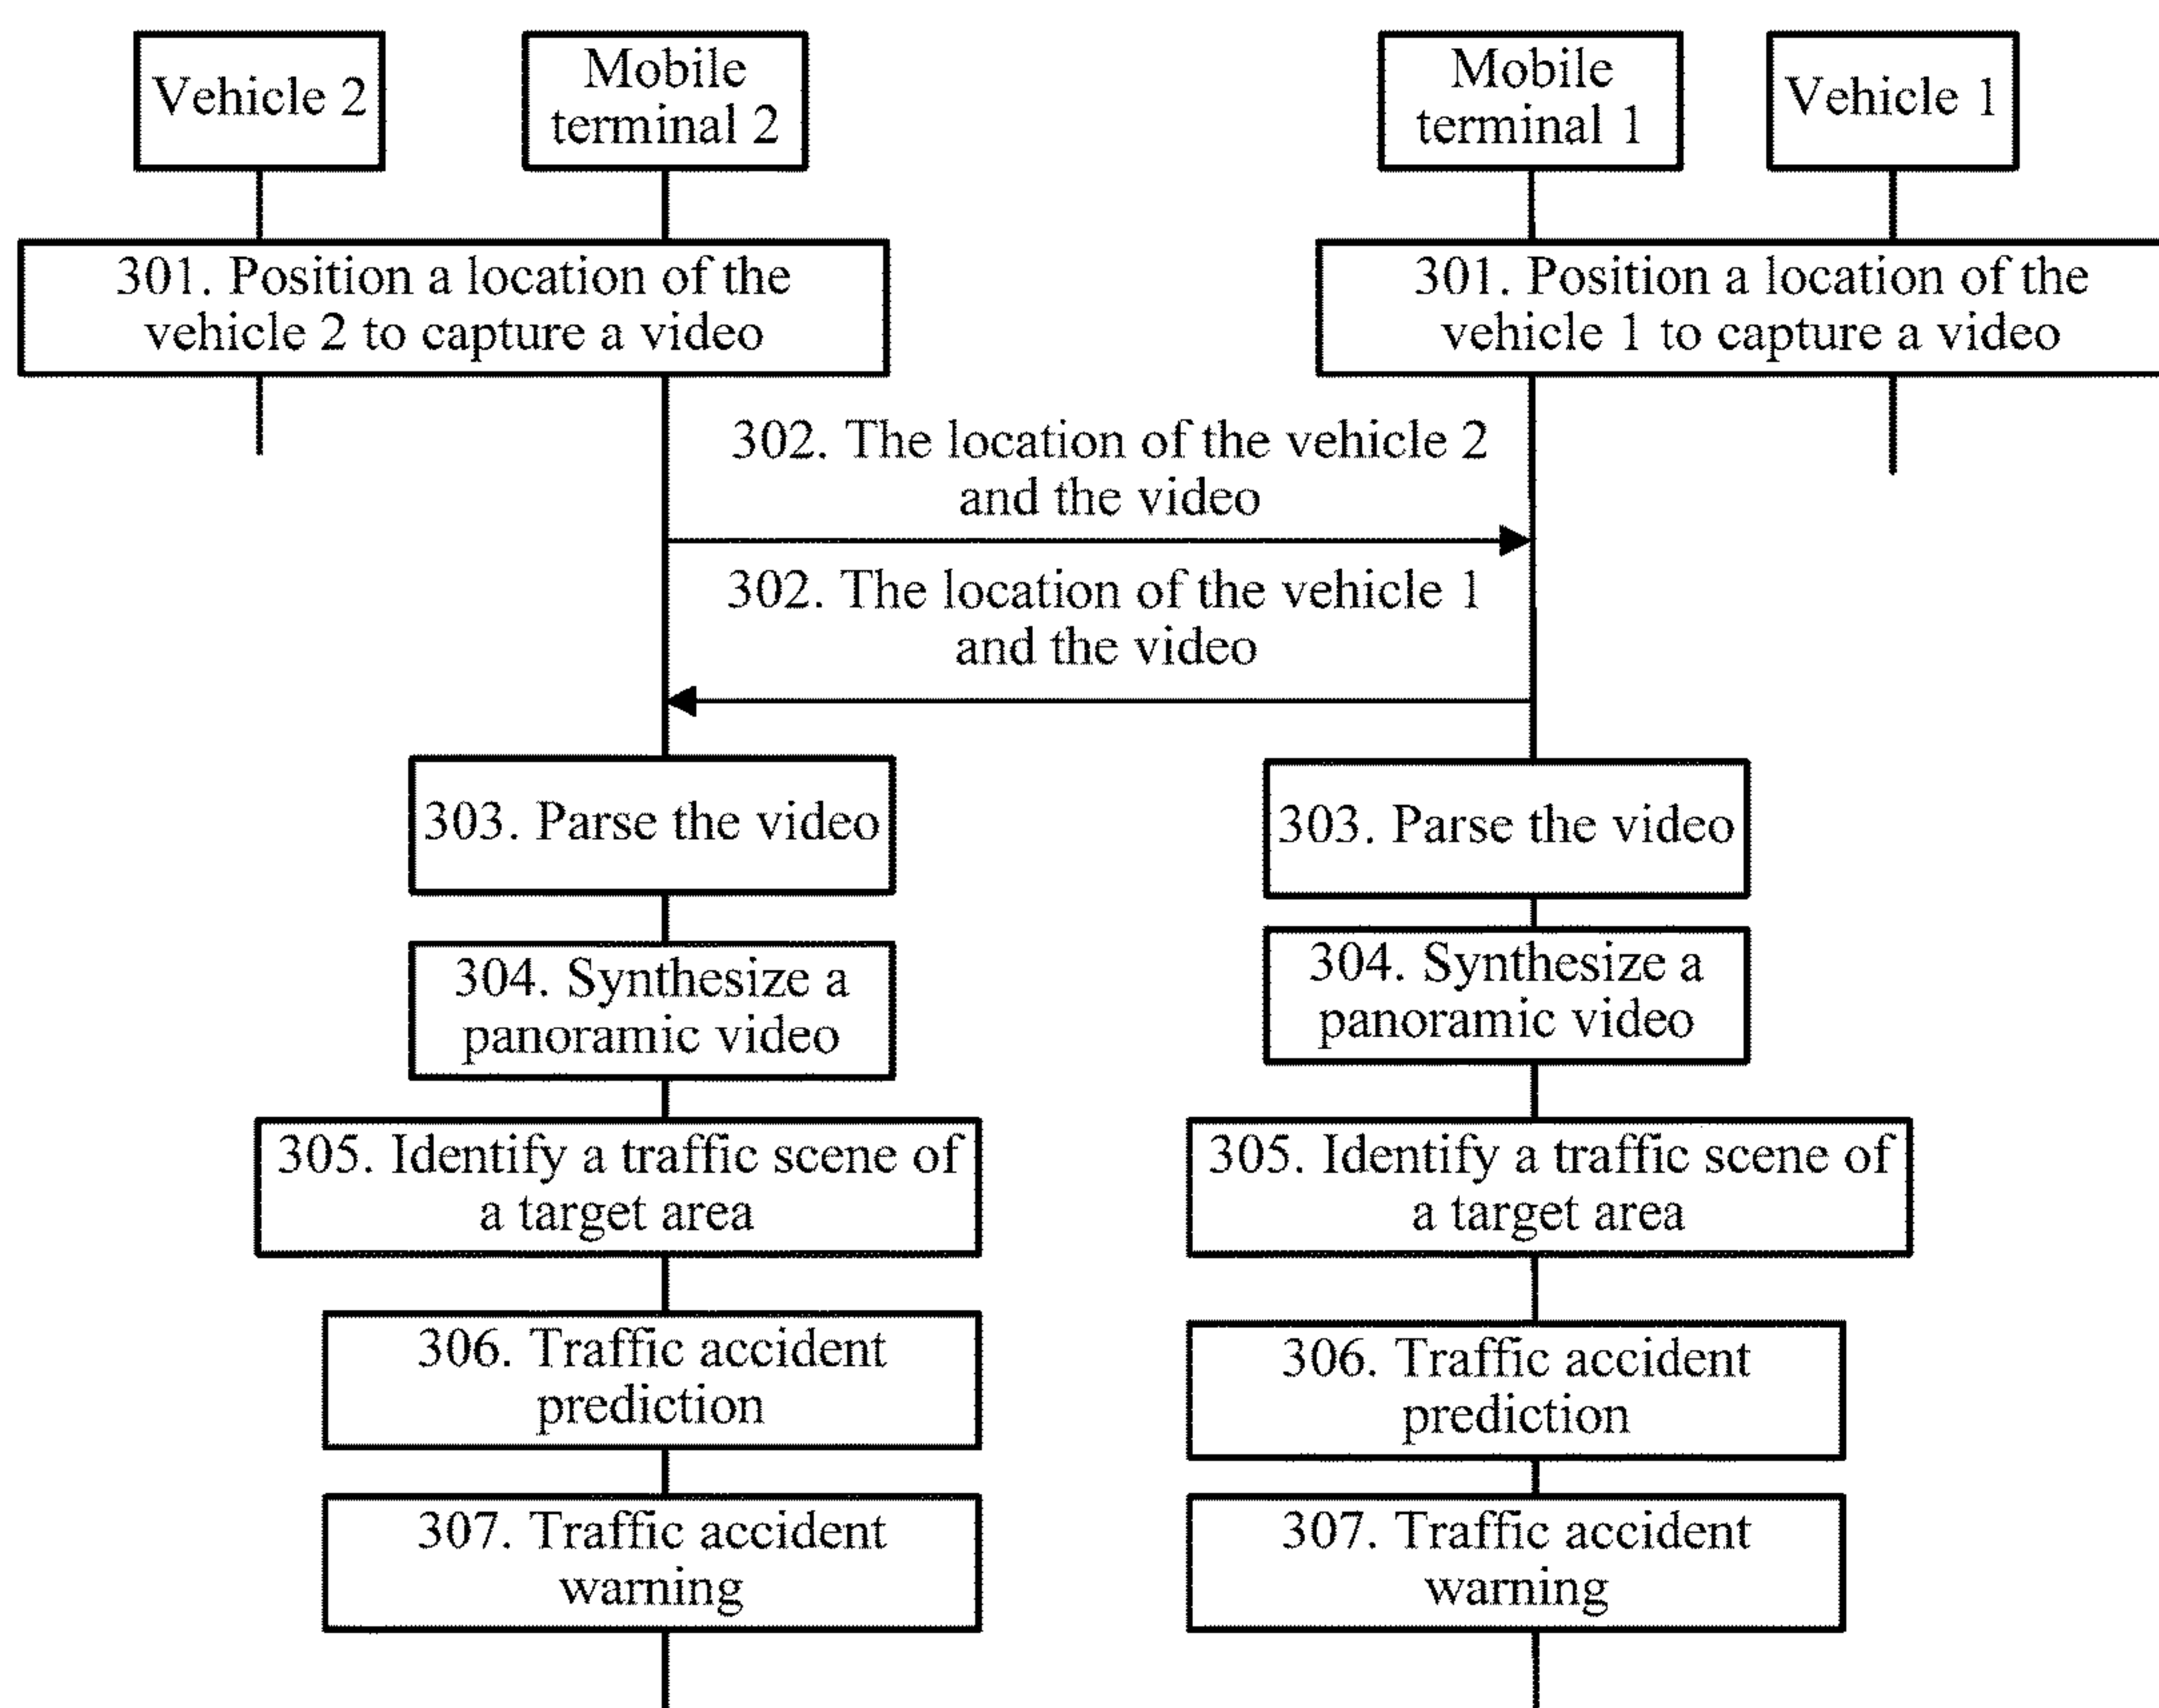 Vehicle 2
Mobile
terminal 2
Mobile
terminal 1
Vehicle 1
301. Position a location of the
vehicle 2 to capture a video
301. Position a location of the
vehicle 1 to capture a video
302. The location of the vehicle 2
and the video
302. The location of the vehicle 1
and the video
303. Parse the video
303. Parse the video
304. Synthesize a
panoramic video
304. Synthesize a
panoramic video
305. Identify a traffic scene of
a target area
305. Identify a traffic scene of
a target area
306. Traffic accident
prediction
306. Traffic accident
prediction
307. Traffic accident
warning
307. Traffic accident
warning